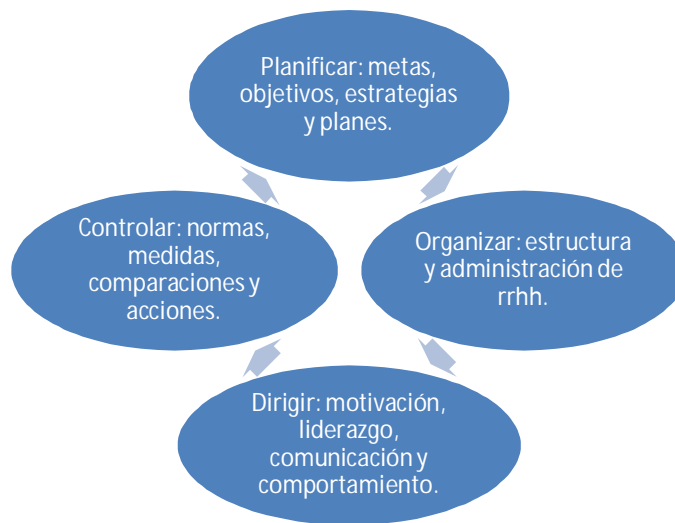 Planificar: metas,
objetivos, estrategias
y planes.
Controlar: normas,
medidas,
comparaciones y
acciones.
Organizar: estructura
y administración de
rrhh.
Dirigir: motivación,
liderazgo,
comunicación y
comportamiento.